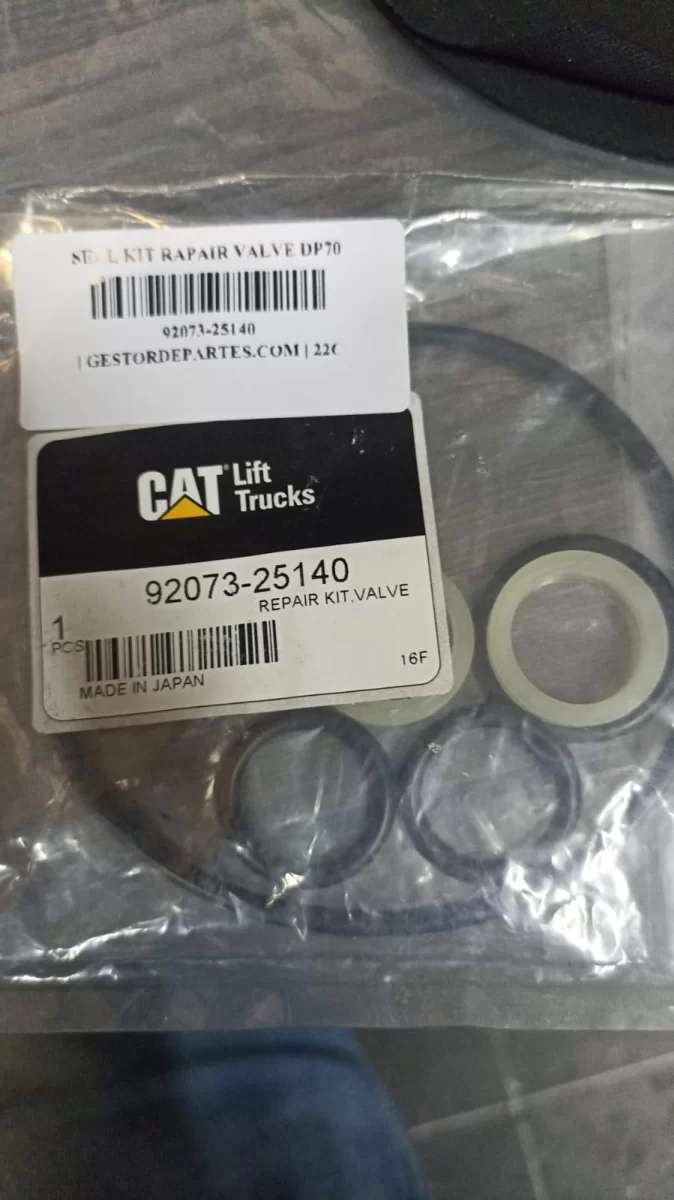 SEAL KIT RAPAIR VALVE DP70
92073-25140
| GESTORDEPARTES.COM |
CAT Lift
Trucks
92073-25140
REPAIR KIT.VALVE
1
PCS
16F
MADE IN JAPAN